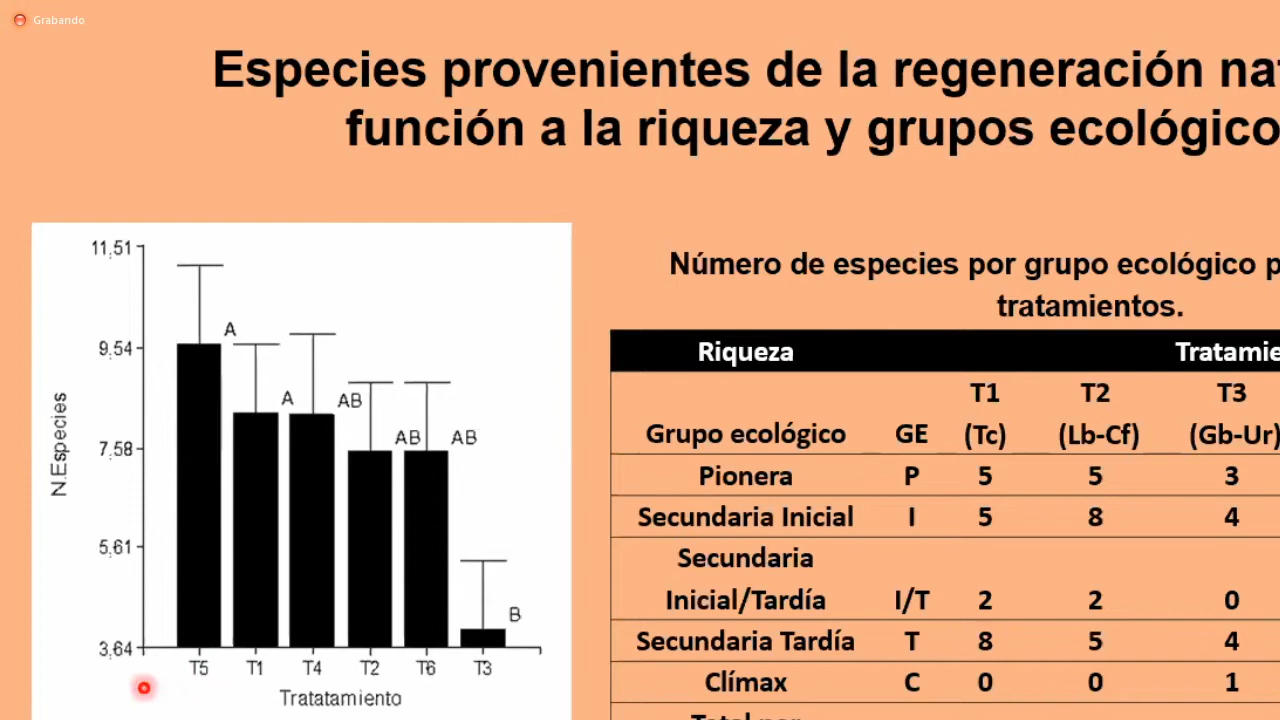 Grabando
Especies provenientes de la regeneración na
función a la riqueza y grupos ecológico
11,51
9,54
7,58
5,61
3,64
N.Especies
A
A
AB
AB
AB
B
T5 T1 T4 T2 T6 T3
Tratatamiento
Número de especies por grupo ecológico p
tratamientos.
Riqueza Tratamie
T1 T2 T3
Grupo ecológico GE (Tc) (Lb-Cf) (Gb-Ur)
Pionera P 5 5 3
Secundaria Inicial I 5 8 4
Secundaria
Inicial/Tardía I/T 2 2 0
Secundaria Tardía T 8 5 4
Clímax C 0 0 1
Total por